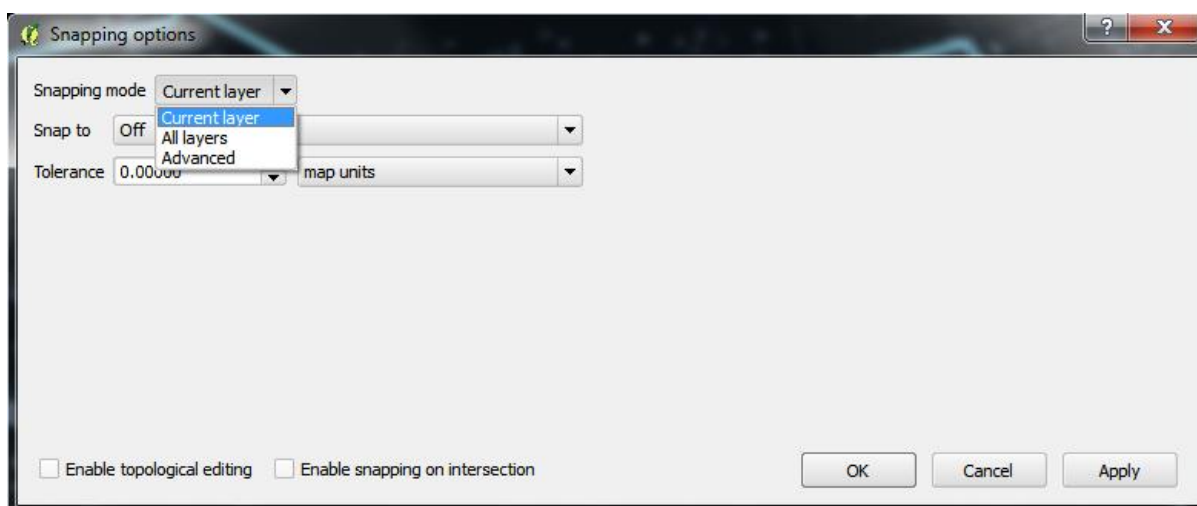 Snapping options
?
X
Snapping mode Current layer
Current layer
All layers
Advanced
Snap to Off
Tolerance 0.00000 map units
Enable topological editing Enable snapping on intersection
OK Cancel Apply